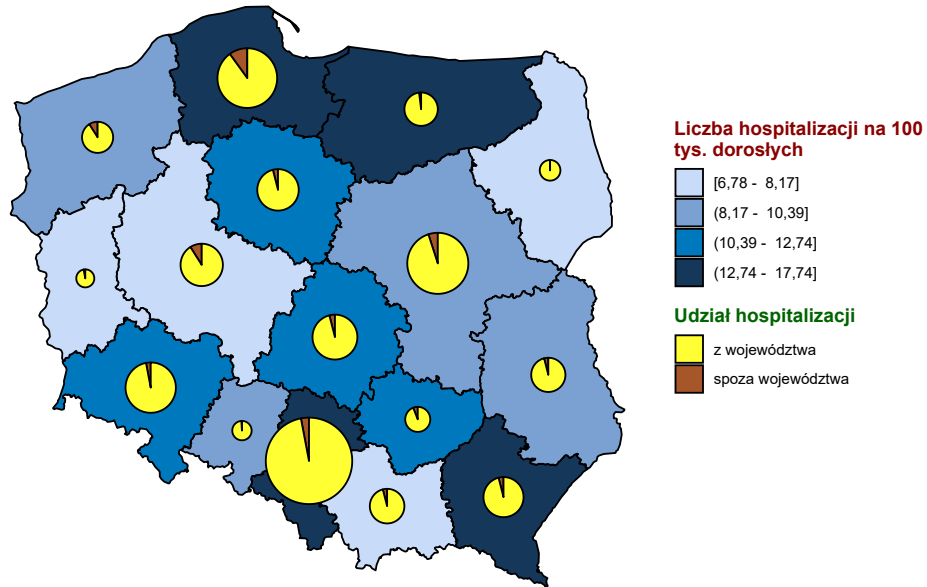 Liczba hospitalizacji na 100
tys. dorosłych
[6,78 - 8,17]
(8,17 - 10,39]
(10,39 - 12,74]
(12,74 - 17,74]
Udział hospitalizacji
z województwa
spoza województwa